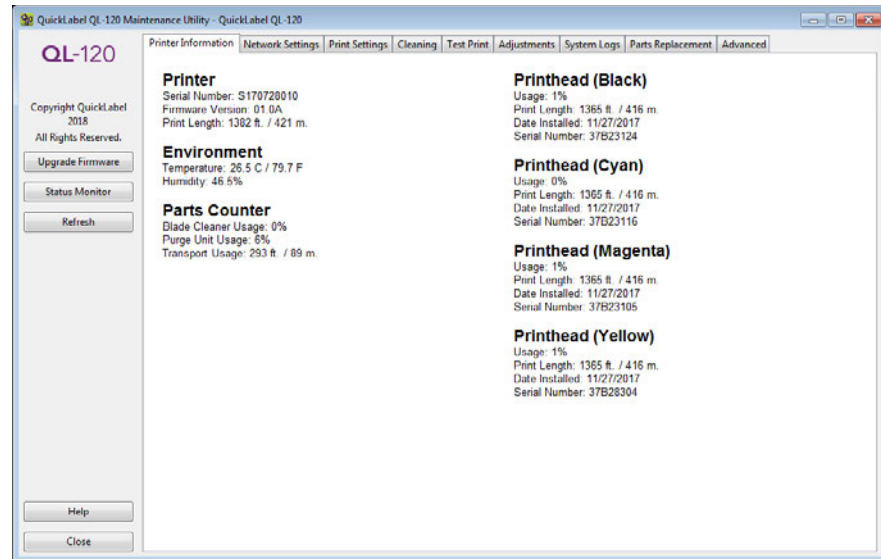 QuickLabel QL-120 Maintenance Utility - QuickLabel QL-120
QL-120
Copyright QuickLabel
2018
All Rights Reserved.
Upgrade Firmware
Status Monitor
Refresh
Help
Close
Printer Information Network Settings Print Settings Cleaning Test Print Adjustments System Logs Parts Replacement Advanced
Printer
Serial Number: S170728010
Firmware Version: 01.0A
Print Length: 1382 ft. / 421 m.
Environment
Temperature: 26.5 C / 79.7 F
Humidity: 46.5%
Parts Counter
Blade Cleaner Usage: 0%
Purge Unit Usage: 6%
Transport Usage: 293 ft. / 89 m.
Printhead (Black)
Usage: 1%
Print Length: 1365 ft. / 416 m.
Date Installed: 11/27/2017
Serial Number: 37B23124
Printhead (Cyan)
Usage: 0%
Print Length: 1365 ft. / 416 m.
Date Installed: 11/27/2017
Serial Number: 37B23116
Printhead (Magenta)
Usage: 1%
Print Length: 1365 ft. / 416 m.
Date Installed: 11/27/2017
Serial Number: 37B23105
Printhead (Yellow)
Usage: 1%
Print Length: 1365 ft. / 416 m.
Date Installed: 11/27/2017
Serial Number: 37B28304